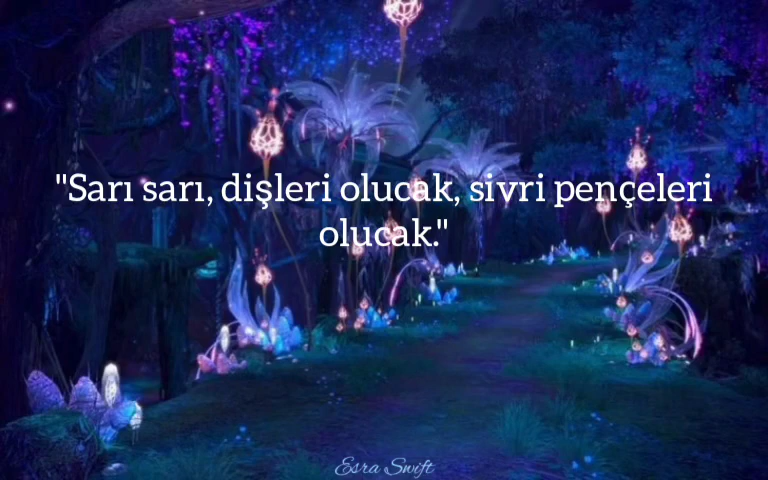 "Sarı sarı, dişleri olucak, sivri pençeleri
olucak."
Esra Swift